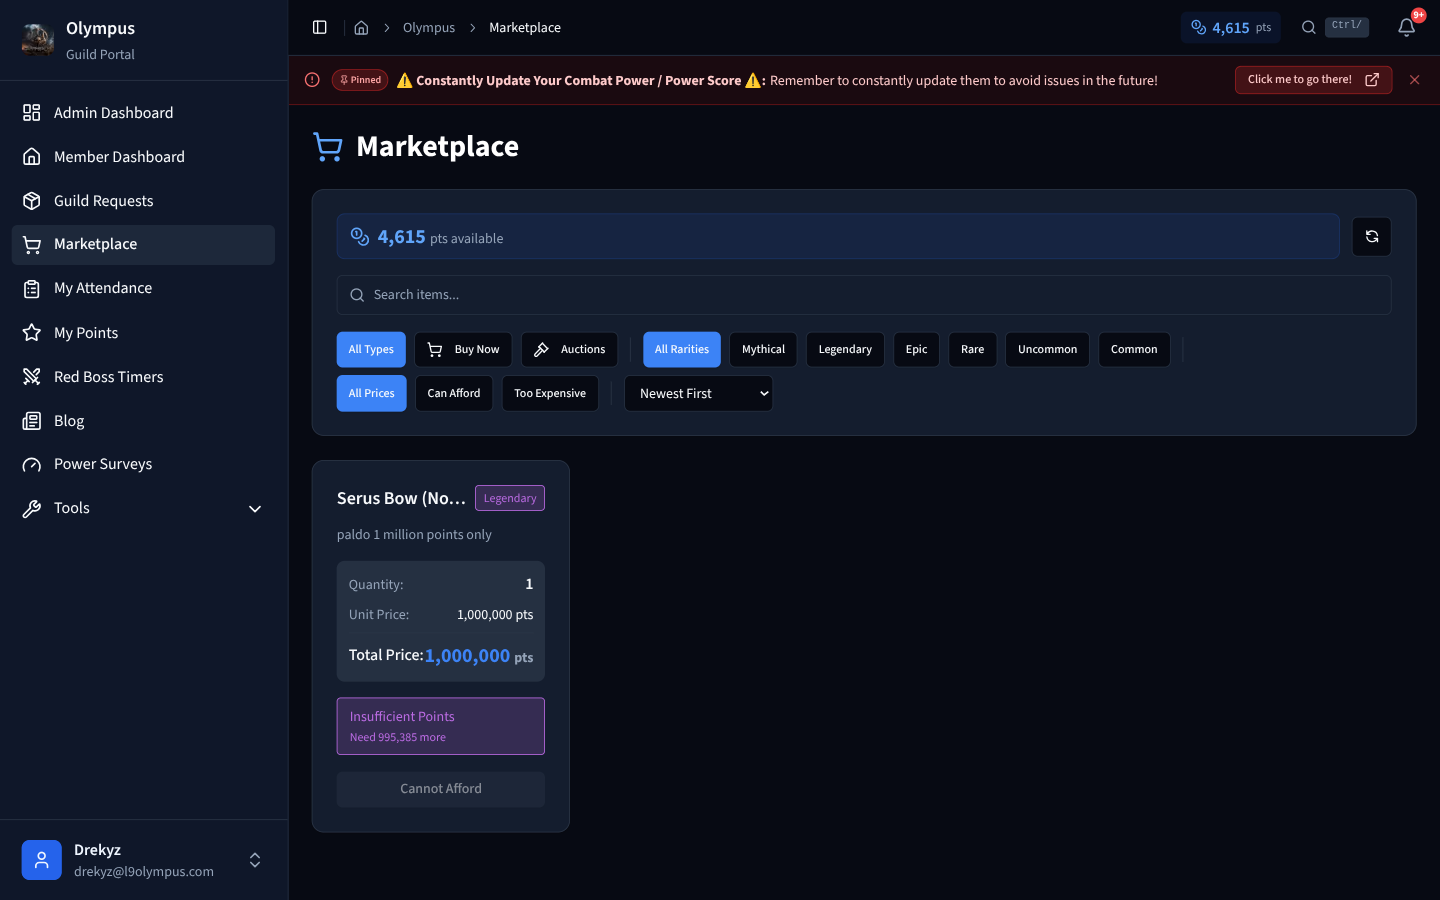 Olympus
Guild Portal
Admin Dashboard
Member Dashboard
Guild Requests
Marketplace
My Attendance
My Points
Red Boss Timers
Blog
Power Surveys
Tools
Drekyz
drekyz@l9olympus.com
Olympus
Marketplace
4,615 pts
Ctrl/
9+
Pinned
⚠️ Constantly Update Your Combat Power / Power Score ⚠️: Remember to constantly update them to avoid issues in the future!
Click me to go there!
Marketplace
4,615 pts available
Search items...
All Types
Buy Now
Auctions
All Rarities
Mythical
Legendary
Epic
Rare
Uncommon
Common
All Prices
Can Afford
Too Expensive
Newest First
Serus Bow (No...
Legendary
paldo 1 million points only
Quantity: 1
Unit Price: 1,000,000 pts
Total Price: 1,000,000 pts
Insufficient Points
Need 995,385 more
Cannot Afford